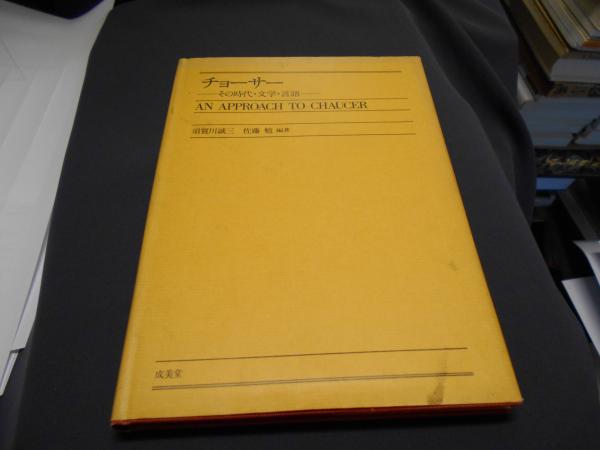 チョーサー
——その時代・文学・言語——
AN APPROACH TO CHAUCER
須賀川誠三 佐藤 勉 編著
成美堂